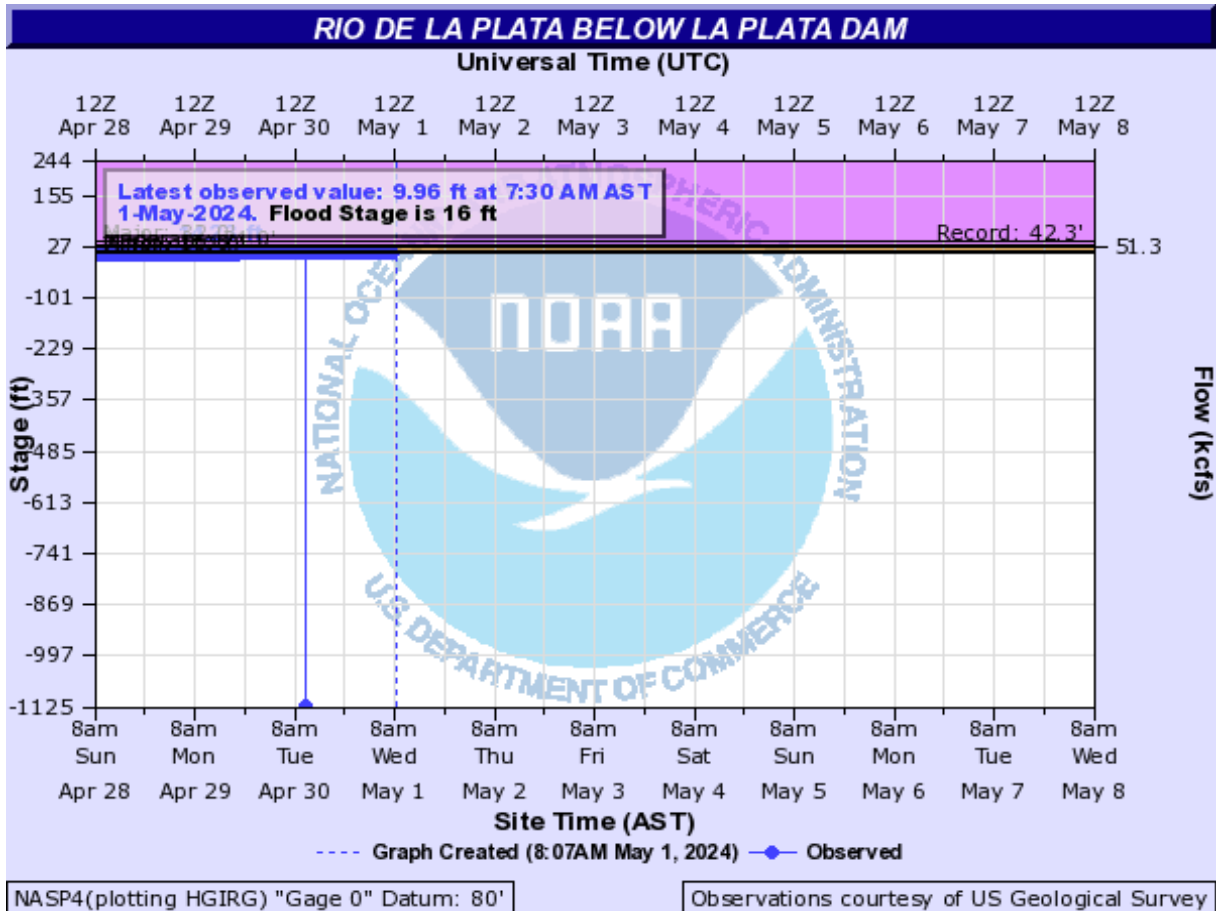 RIO DE LA PLATA BELOW LA PLATA DAM
Universal Time (UTC)
12Z 12Z 12Z 12Z 12Z 12Z 12Z 12Z 12Z 12Z 12Z
Apr 28 Apr 29 Apr 30 May 1 May 2 May 3 May 4 May 5 May 6 May 7 May 8
244
155
Latest observed value: 9.96 ft at 7:30 AM AST
1-May-2024. Flood Stage is 16 ft
Major:
Record: 42.3'
27
51.3
-101
-229
-357
-485
-613
-741
-869
-997
-1125
Stage (ft)
Flow (kcfs)
NATIONAL OCEANIC AND ATMOSPHERIC ADMINISTRATION
NOAA
U.S. DEPARTMENT OF COMMERCE
8am 8am 8am 8am 8am 8am 8am 8am 8am 8am 8am
Sun Mon Tue Wed Thu Fri Sat Sun Mon Tue Wed
Apr 28 Apr 29 Apr 30 May 1 May 2 May 3 May 4 May 5 May 6 May 7 May 8
Site Time (AST)
Graph Created (8:07AM May 1, 2024) Observed
NASP4(plotting HGIRG) "Gage 0" Datum: 80'
Observations courtesy of US Geological Survey